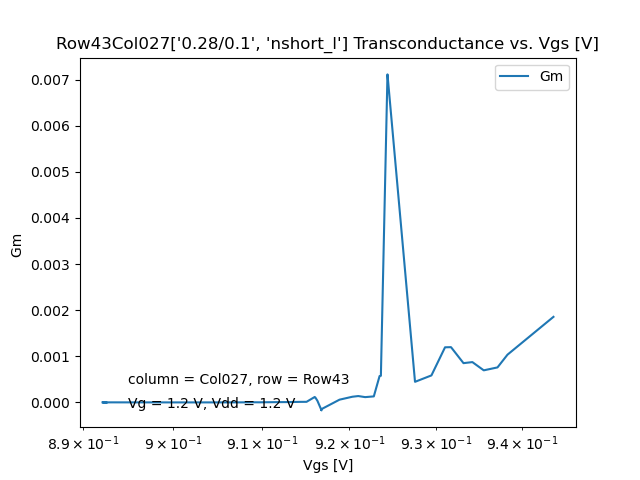 Row43Col027['0.28/0.1', 'nshort_l'] Transconductance vs. Vgs [V]
Gm
0.007
0.006
0.005
0.004
0.003
0.002
0.001
0.000
Gm
column = Col027, row = Row43
Vg = 1.2 V, Vdd = 1.2 V
8.9 × 10⁻¹ 9 × 10⁻¹ 9.1 × 10⁻¹ 9.2 × 10⁻¹ 9.3 × 10⁻¹ 9.4 × 10⁻¹
Vgs [V]